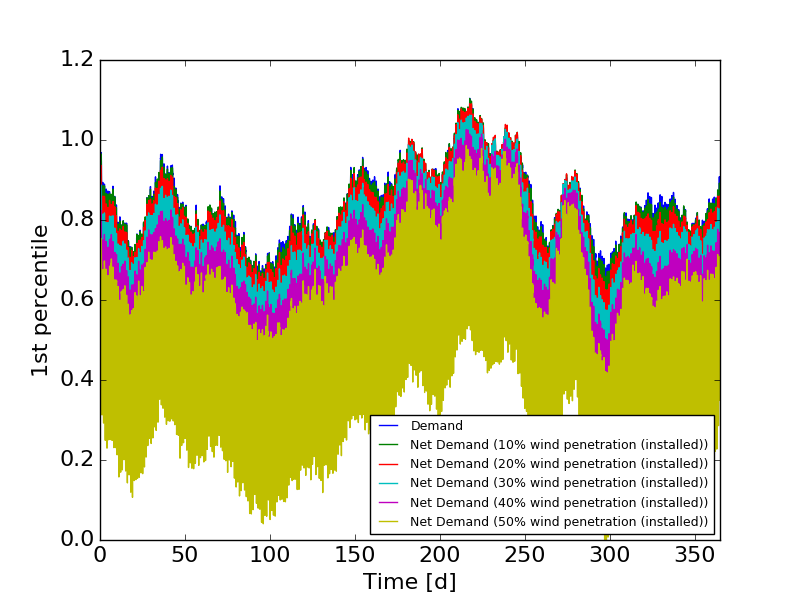 1.2
1.0
0.8
0.6
0.4
0.2
0.0
1st percentile
0
50
100
150
200
250
300
350
Time [d]
Demand
Net Demand (10% wind penetration (installed))
Net Demand (20% wind penetration (installed))
Net Demand (30% wind penetration (installed))
Net Demand (40% wind penetration (installed))
Net Demand (50% wind penetration (installed))